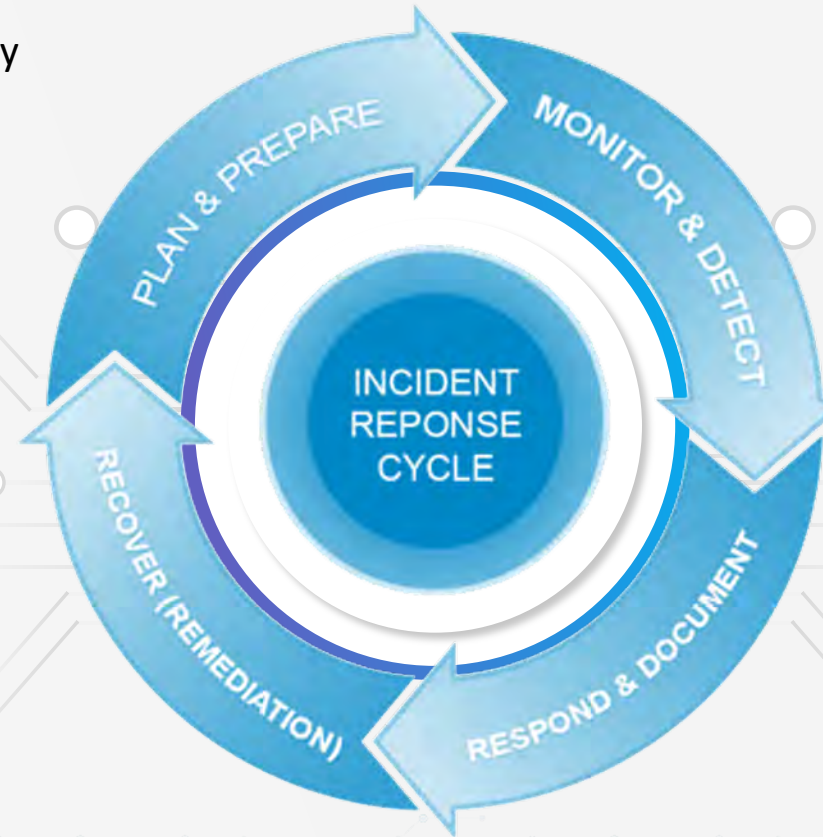 y
PLAN & PREPARE
MONITOR & DETECT
INCIDENT
REPONSE
CYCLE
RECOVER (REMEDIATION)
RESPOND & DOCUMENT